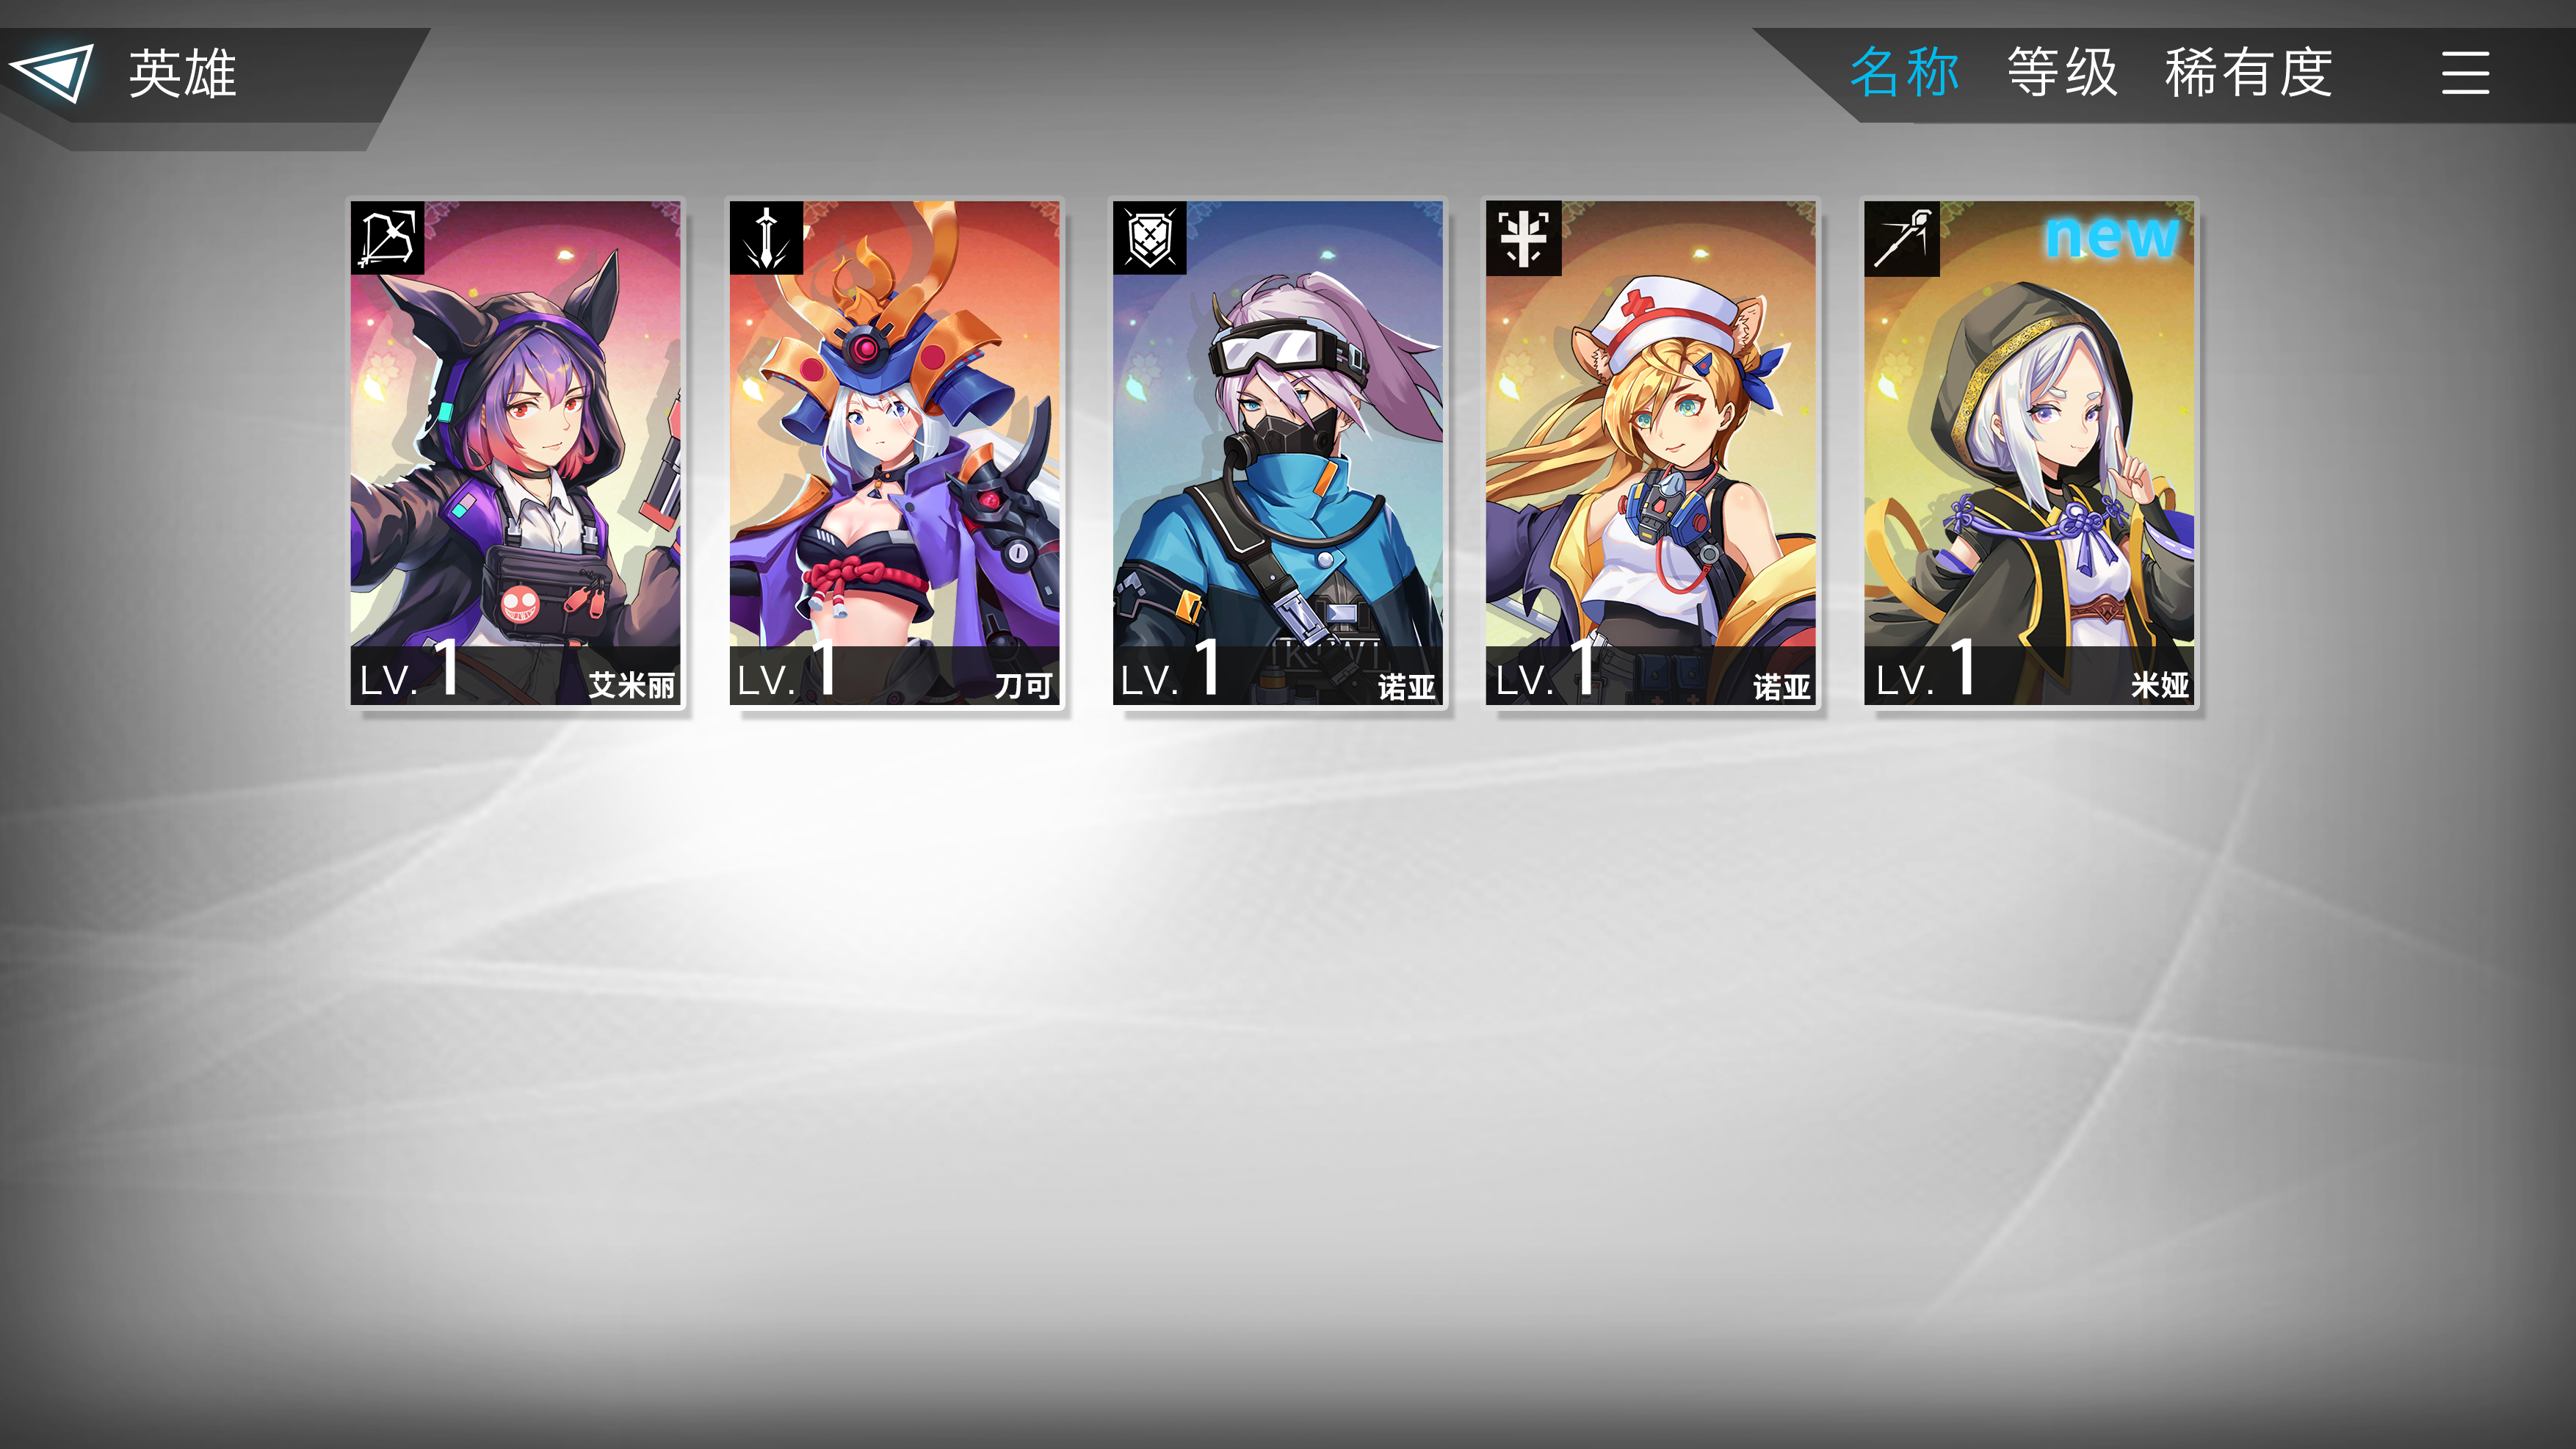 英雄
名称 等级 稀有度
new
LV. 1 艾米丽
LV. 1 刀可
LV. 1 诺亚
LV. 1 诺亚
LV. 1 米娅